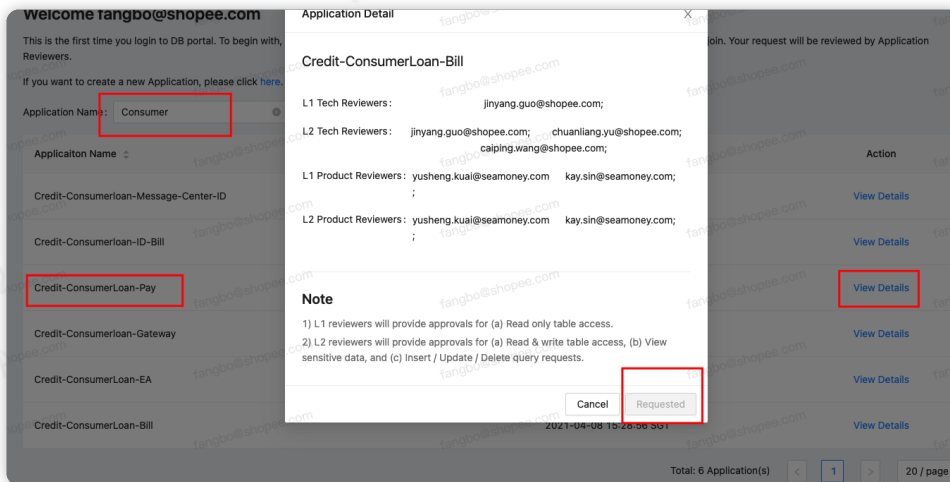 Welcome fangbo@shopee.com
This is the first time you login to DB portal. To begin with,
join. Your request will be reviewed by Application
Reviewers.
If you want to create a new Application, please click here.
Application Name: Consumer
Applicaiton Name
Action
Credit-Consumerloan-Message-Center-ID
View Details
Credit-Consumerloan-ID-Bill
View Details
Credit-ConsumerLoan-Pay
View Details
Credit-Consumerloan-Gateway
View Details
Credit-ConsumerLoan-EA
View Details
Credit-ConsumerLoan-Bill
2021-04-08 15:28:56 SGT
View Details
Total: 6 Application(s) < 1 > 20 / page
Application Detail X
Credit-ConsumerLoan-Bill
L1 Tech Reviewers: jinyang.guo@shopee.com;
L2 Tech Reviewers: jinyang.guo@shopee.com; chuanliang.yu@shopee.com;
caiping.wang@shopee.com;
L1 Product Reviewers: yusheng.kuai@seamoney.com kay.sin@seamoney.com;
;
L2 Product Reviewers: yusheng.kuai@seamoney.com kay.sin@seamoney.com;
;
Note
1) L1 reviewers will provide approvals for (a) Read only table access.
2) L2 reviewers will provide approvals for (a) Read & write table access, (b) View
sensitive data, and (c) Insert / Update / Delete query requests.
Cancel Requested
fangbo@shopee.com